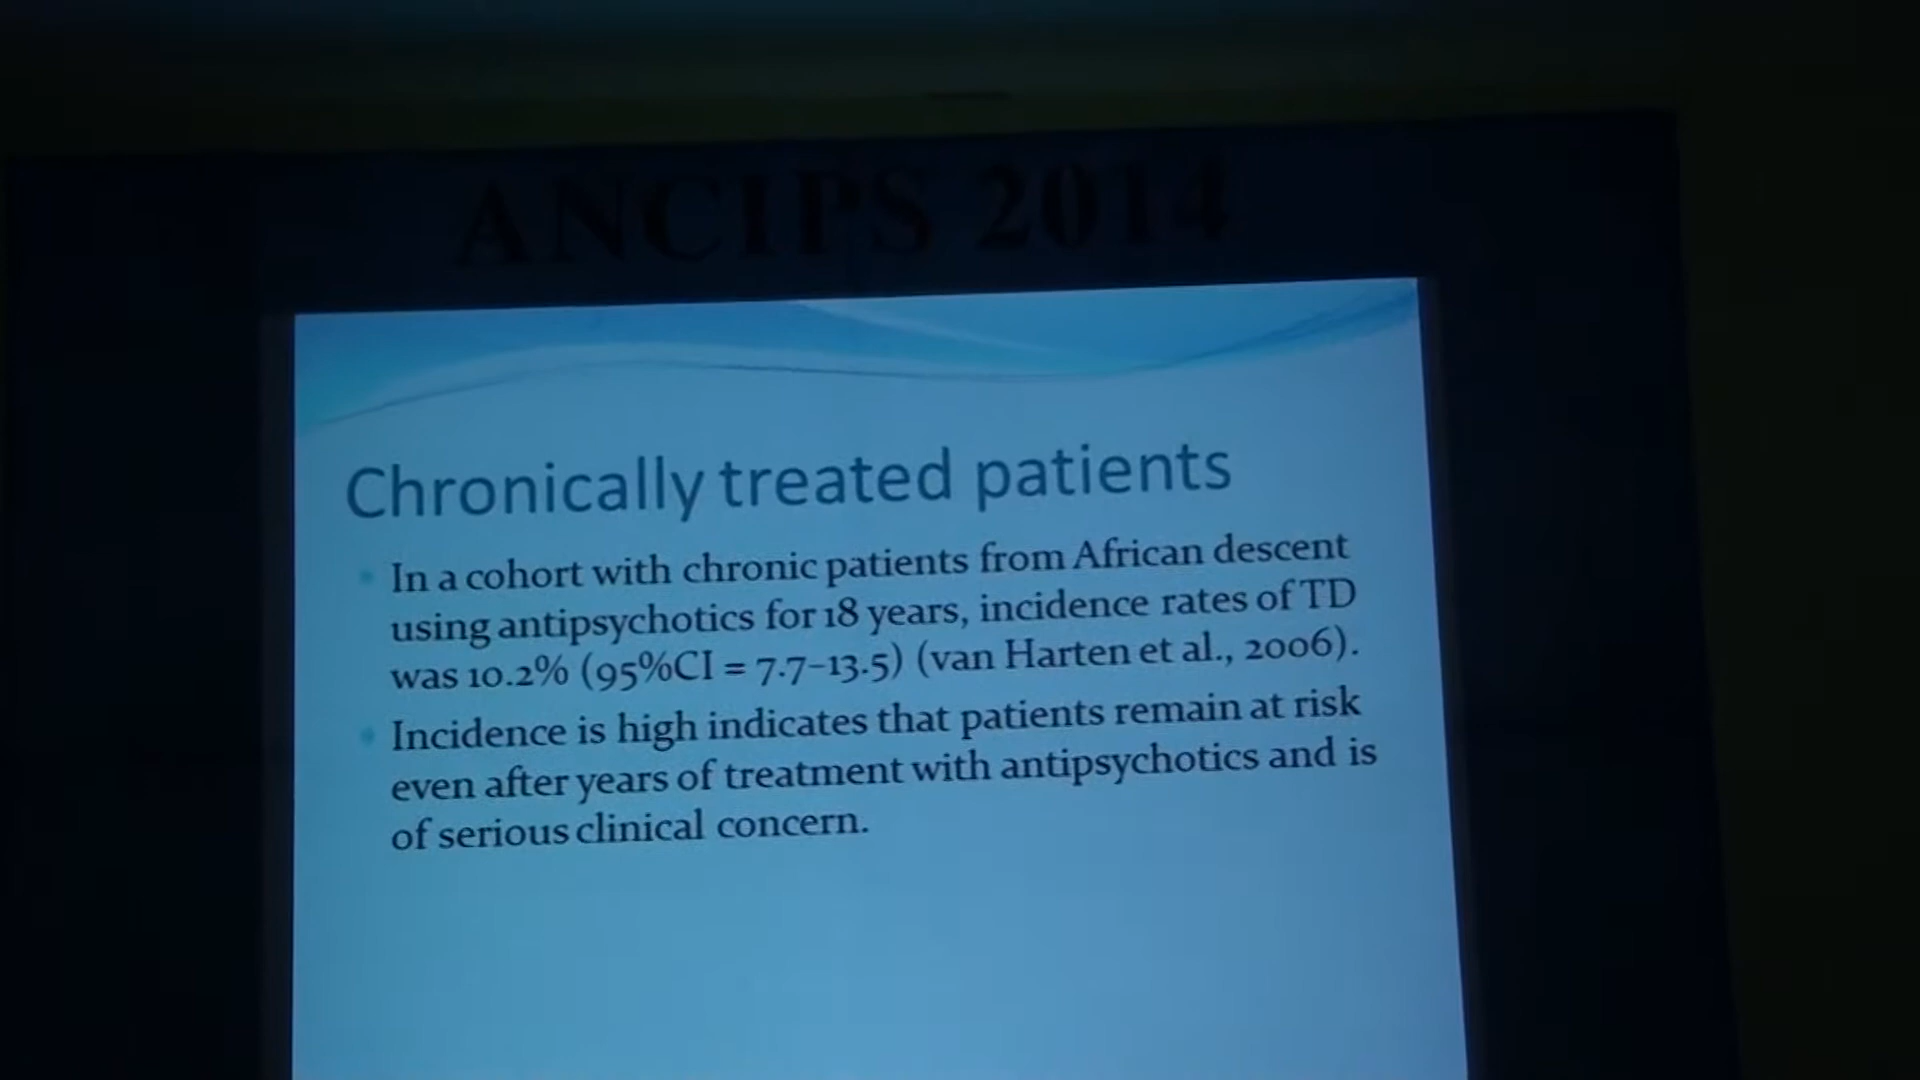 ANCIPS 2014
Chronically treated patients
In a cohort with chronic patients from African descent
using antipsychotics for 18 years, incidence rates of TD
was 10.2% (95%CI = 7.7–13.5) (van Harten et al., 2006).
Incidence is high indicates that patients remain at risk
even after years of treatment with antipsychotics and is
of serious clinical concern.